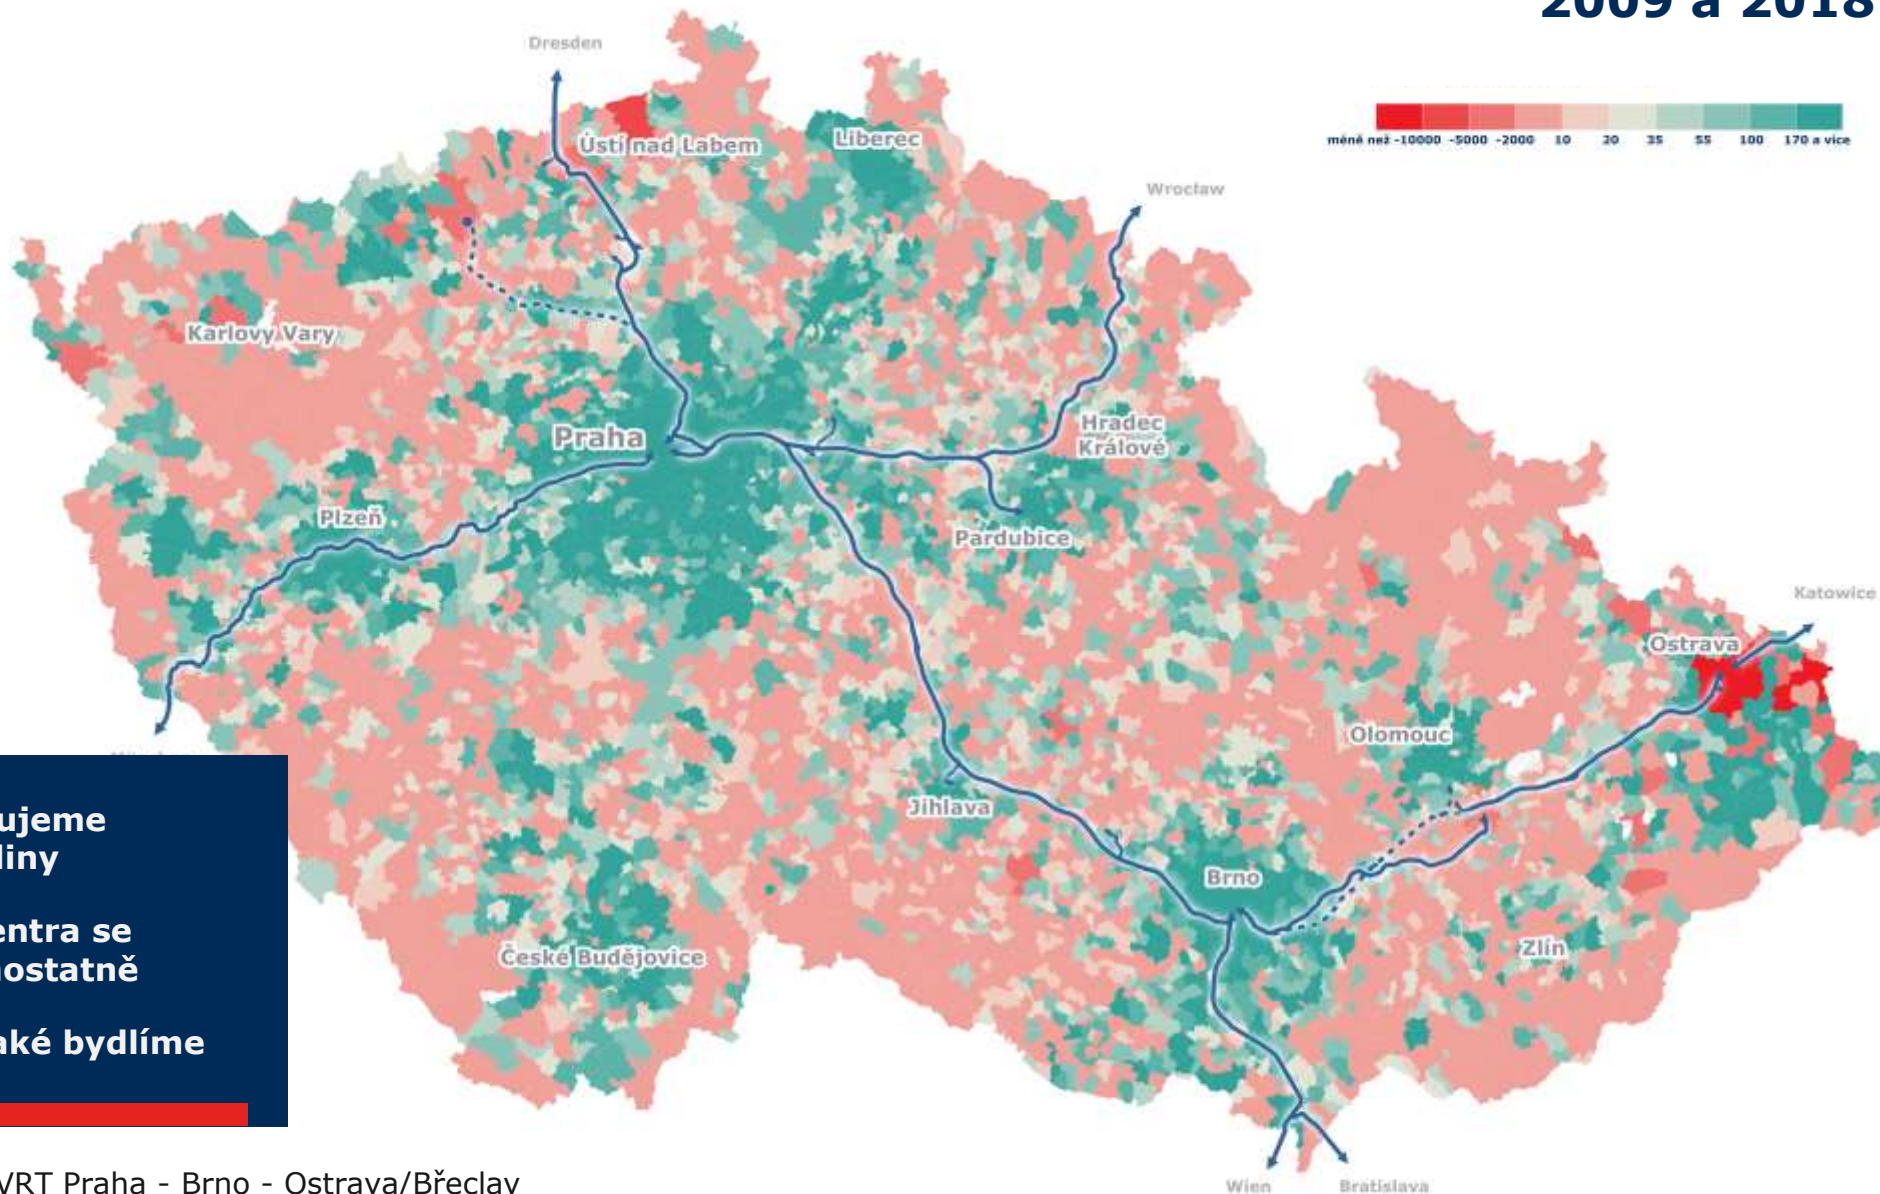 2009 a 2018
Dresden
méně než -10000 -5000 -2000 10 20 35 55 100 170 a více
Ústí nad Labem
Liberec
Wrocław
Karlovy Vary
Praha
Hradec
Králové
Plzeň
Pardubice
Katowice
Ostrava
Olomouc
Jihlava
Brno
Zlín
České Budějovice
ujeme
liny
entra se
nostatně
aké bydlíme
VRT Praha - Brno - Ostrava/Břeclav
Wien
Bratislava